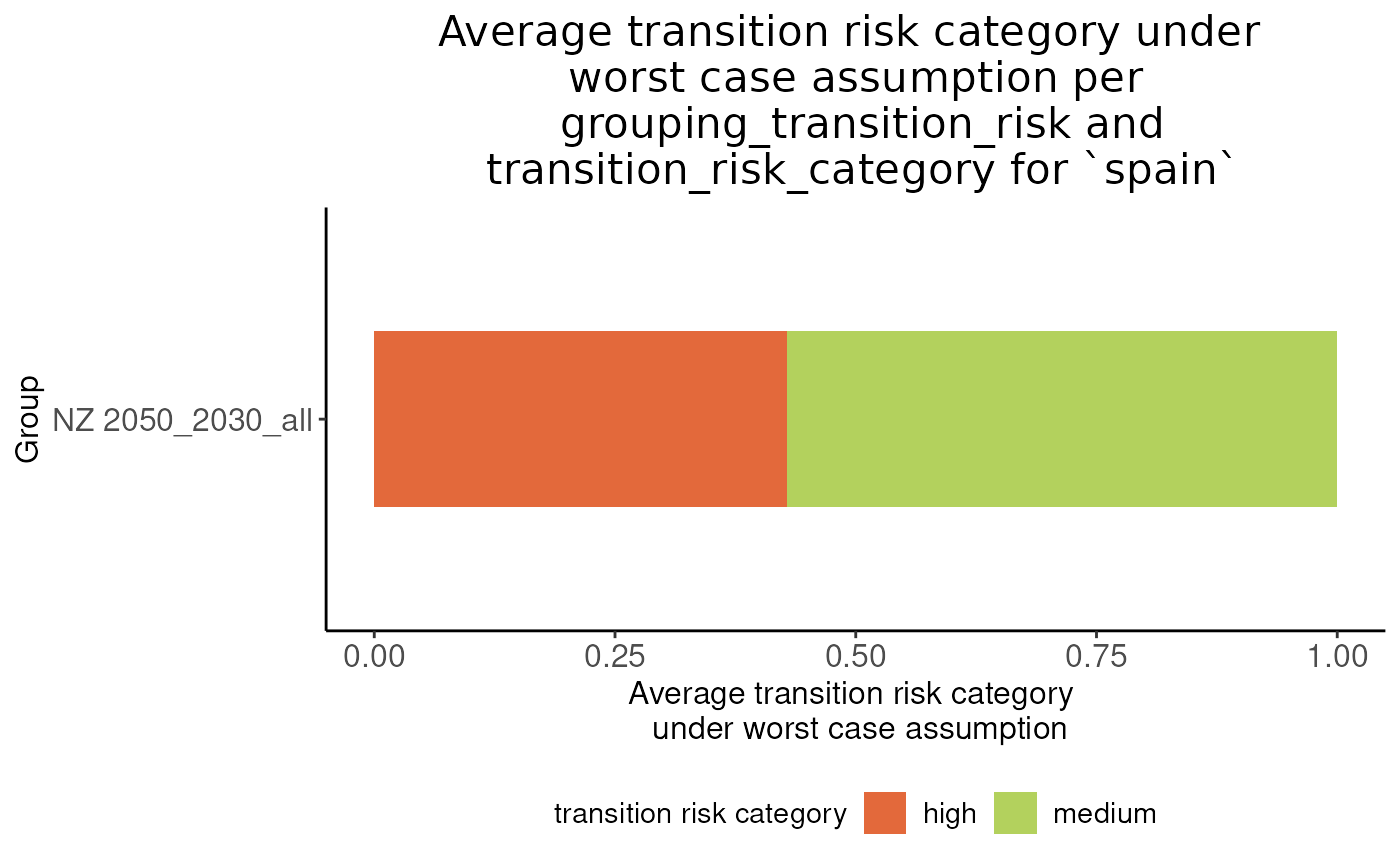 Average transition risk category under
worst case assumption per
grouping_transition_risk and
transition_risk_category for `spain`
Group
NZ 2050_2030_all
0.00 0.25 0.50 0.75 1.00
Average transition risk category
under worst case assumption
transition risk category high medium